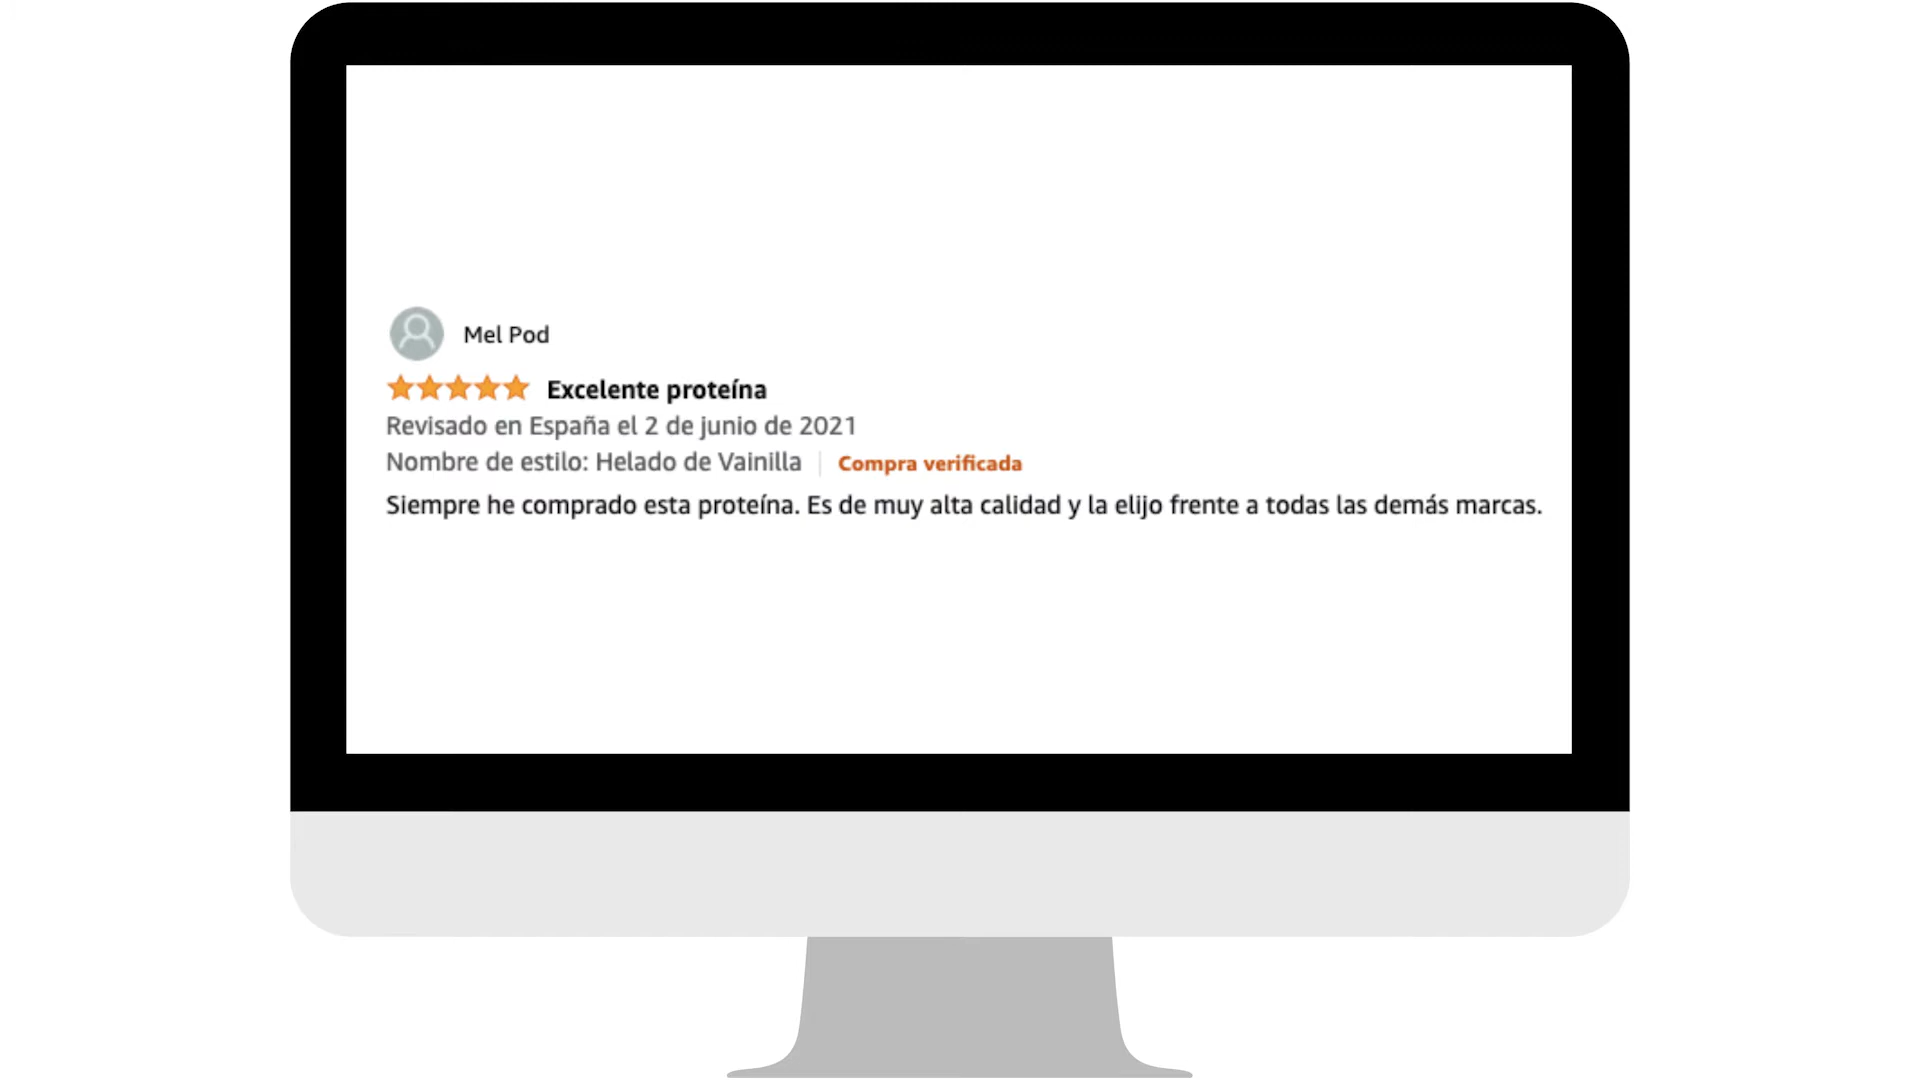 Mel Pod
Excelente proteína
Revisado en España el 2 de junio de 2021
Nombre de estilo: Helado de Vainilla | Compra verificada
Siempre he comprado esta proteína. Es de muy alta calidad y la elijo frente a todas las demás marcas.